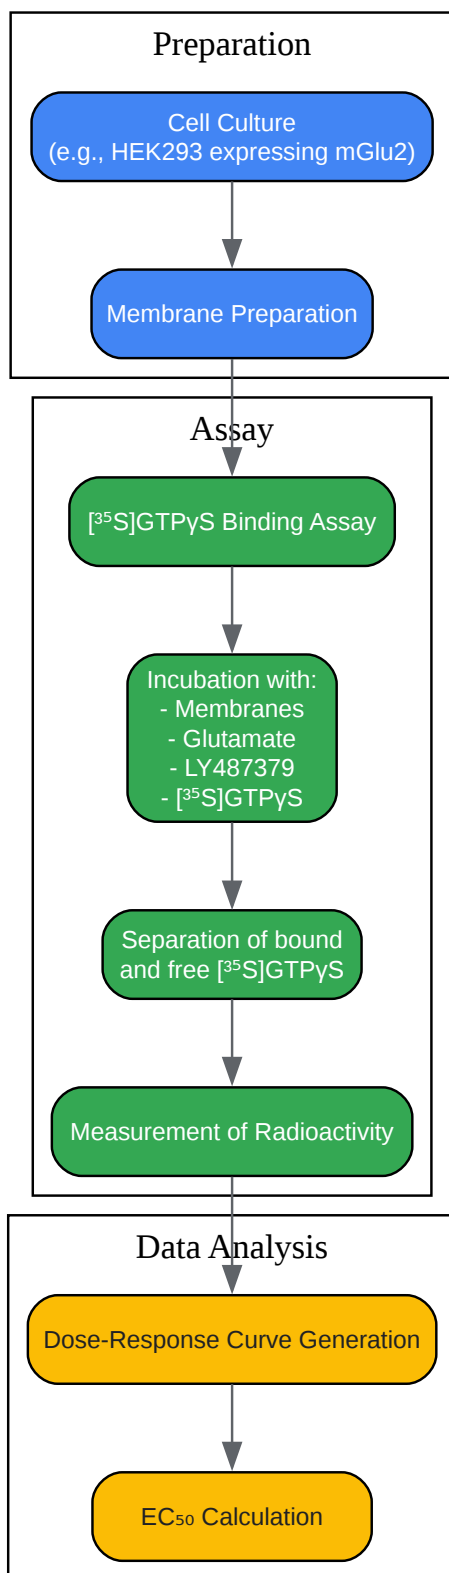 Preparation
Cell Culture
(e.g., HEK293 expressing mGlu2)
Membrane Preparation
Assay
[³⁵S]GTPγS Binding Assay
Incubation with:
- Membranes
- Glutamate
- LY487379
- [³⁵S]GTPγS
Separation of bound
and free [³⁵S]GTPγS
Measurement of Radioactivity
Data Analysis
Dose-Response Curve Generation
EC₅₀ Calculation